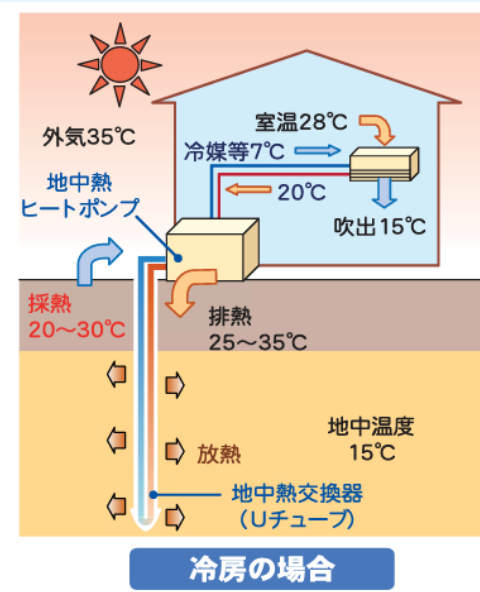 外気35℃
室温28℃
冷媒等7℃
20℃
吹出15℃
地中熱
ヒートポンプ
採熱
20～30℃
排熱
25～35℃
放熱
地中温度
15℃
地中熱交換器
（Uチューブ）
冷房の場合